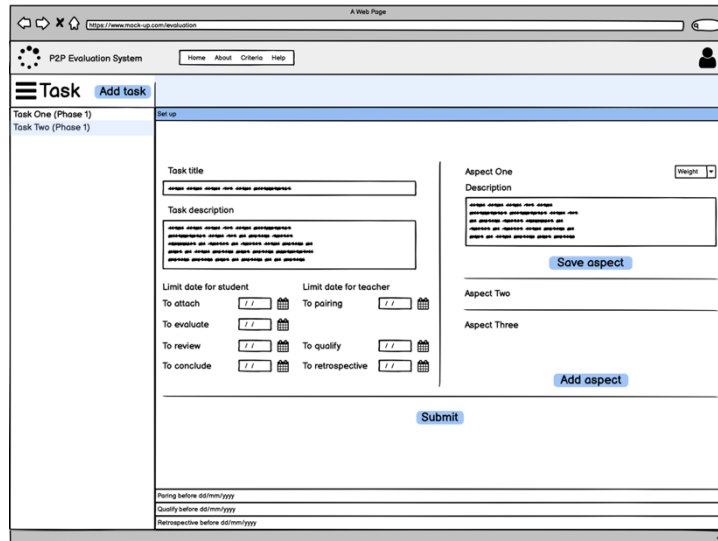 A Web Page
https://www.mock-up.com/evaluation
P2P Evaluation System
Home About Criteria Help
Task
Add task
Task One (Phase 1)
Task Two (Phase 1)
Set up
Task title
Task description
Limit date for student
Limit date for teacher
To attach / /
To pairing / /
To evaluate / /
To review / /
To qualify / /
To conclude / /
To retrospective / /
Aspect One
Weight
Description
Save aspect
Aspect Two
Aspect Three
Add aspect
Submit
Paring before dd/mm/yyyy
Qualify before dd/mm/yyyy
Retrospective before dd/mm/yyyy